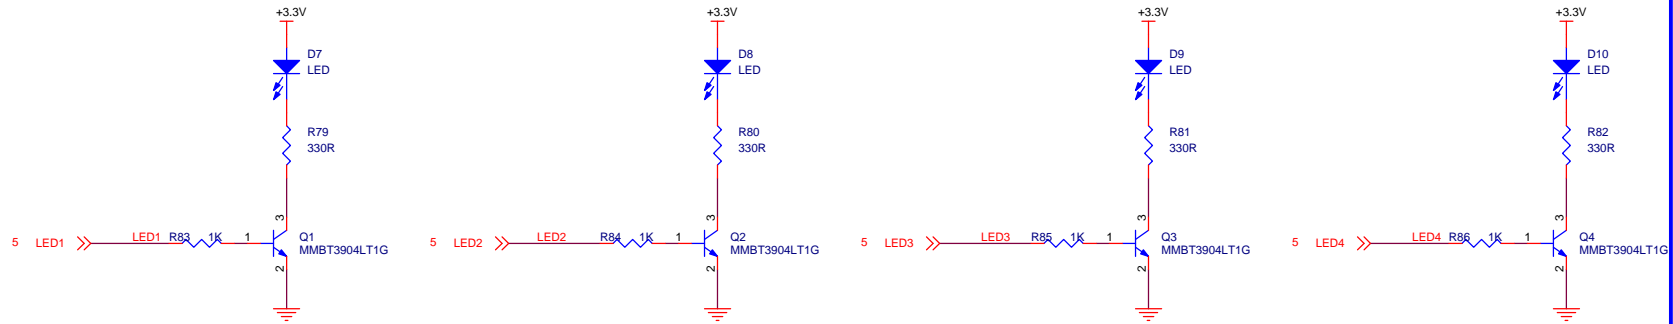 +3.3V
D7
LED
R79
330R
5 LED1 LED1 R83 1K 1
3
Q1
MMBT3904LT1G
2
+3.3V
D8
LED
R80
330R
5 LED2 LED2 R84 1K 1
3
Q2
MMBT3904LT1G
2
+3.3V
D9
LED
R81
330R
5 LED3 LED3 R85 1K 1
3
Q3
MMBT3904LT1G
2
+3.3V
D10
LED
R82
330R
5 LED4 LED4 R86 1K 1
3
Q4
MMBT3904LT1G
2